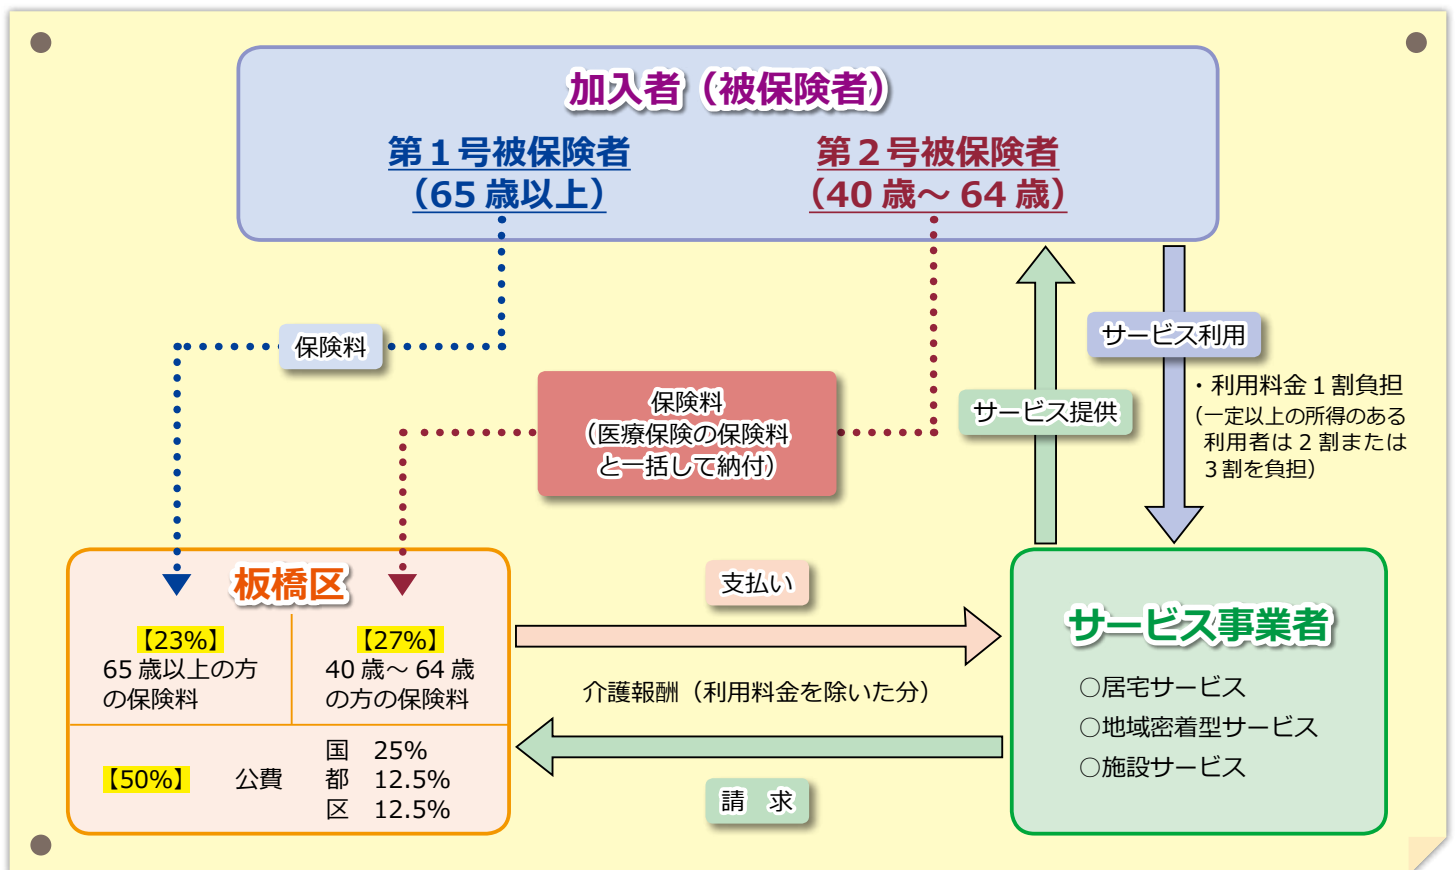 加入者（被保険者）
第１号被保険者
（65 歳以上）
第２号被保険者
（40 歳～ 64 歳）
保険料
保険料
（医療保険の保険料
と一括して納付）
サービス提供
サービス利用
・利用料金１割負担
（一定以上の所得のある
利用者は２割または
３割を負担）
板橋区
【23%】
65 歳以上の方
の保険料
【27%】
40 歳～ 64 歳
の方の保険料
【50%】 公費
国 25%
都 12.5%
区 12.5%
支払い
介護報酬（利用料金を除いた分）
請 求
サービス事業者
○居宅サービス
○地域密着型サービス
○施設サービス